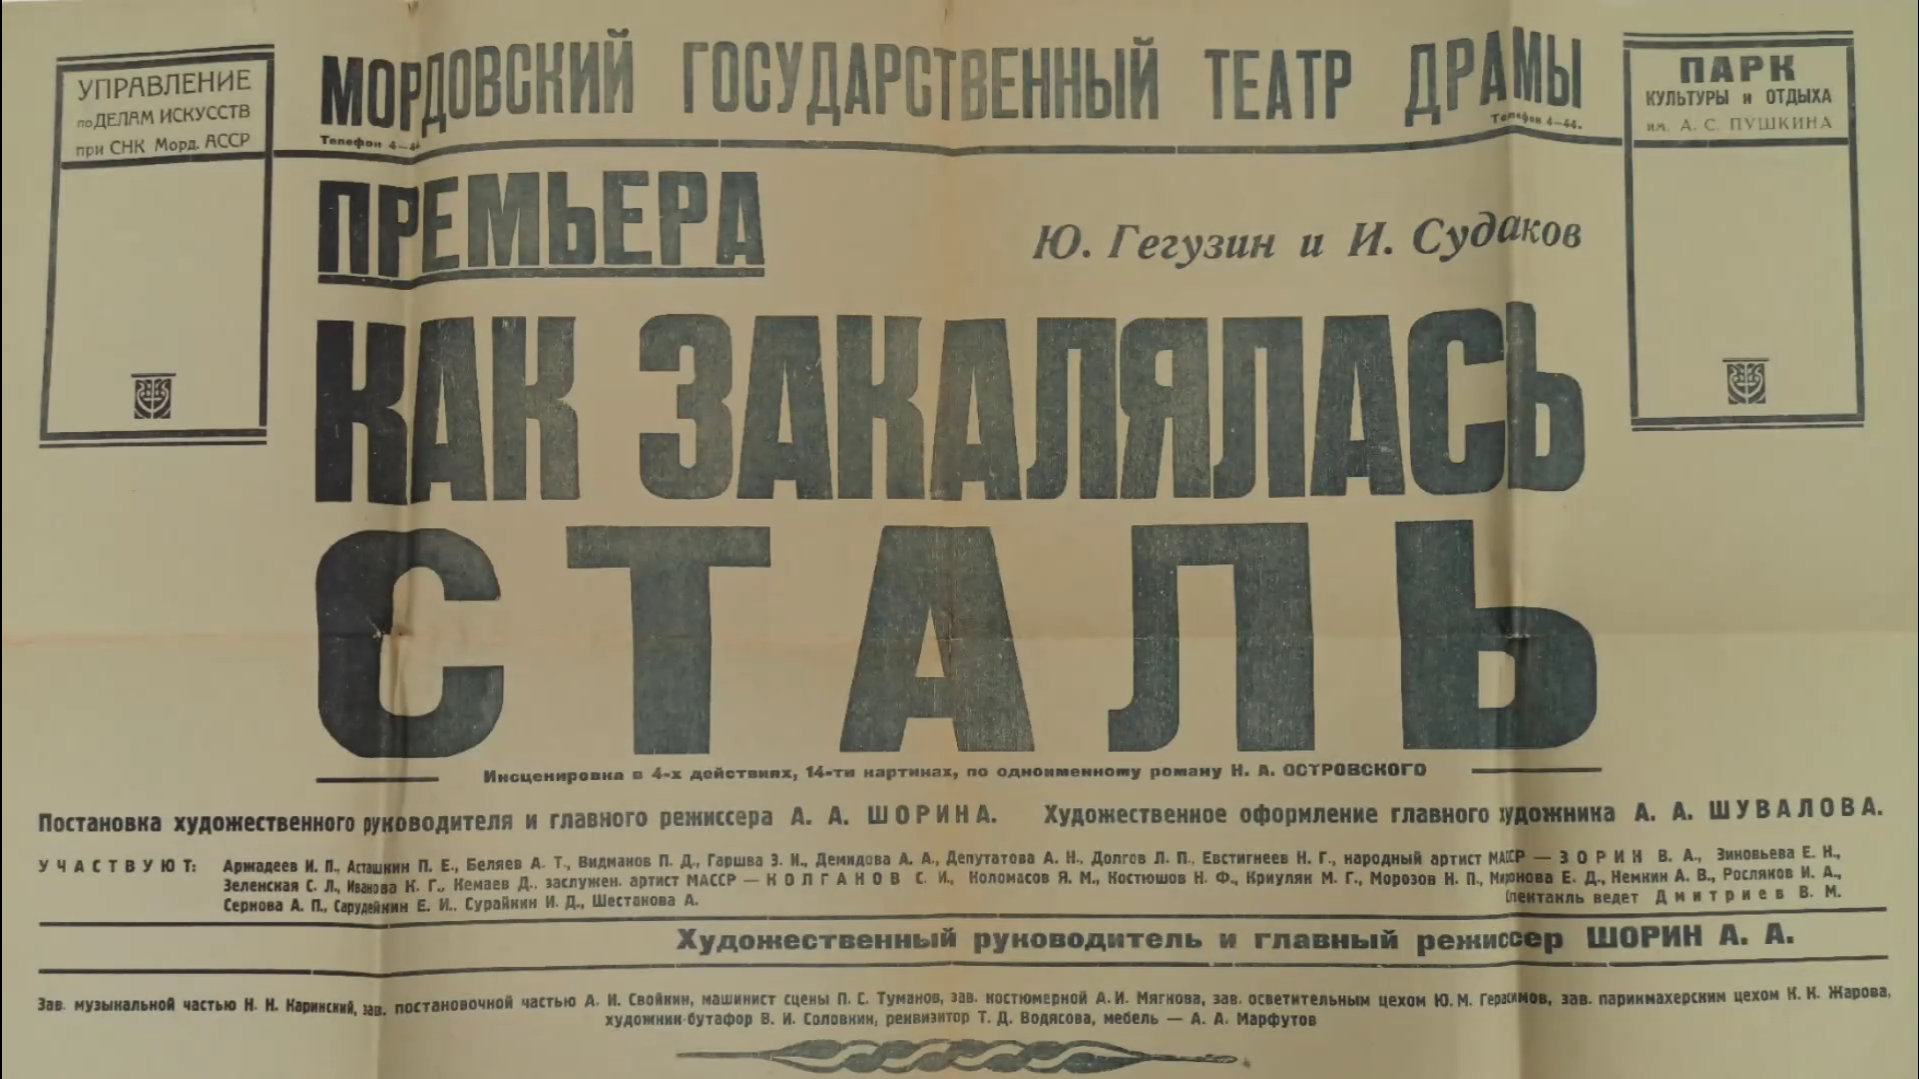 УПРАВЛЕНИЕ
по ДЕЛАМ ИСКУССТВ
при СНК Морд. АССР
МОРДОВСКИЙ ГОСУДАРСТВЕННЫЙ ТЕАТР ДРАМЫ
Телефон 4—44
Телефон 4—44.
ПАРК
КУЛЬТУРЫ и ОТДЫХА
им. А. С. ПУШКИНА
ПРЕМЬЕРА
Ю. Гегузин и И. Судаков
КАК ЗАКАЛЯЛАСЬ
СТАЛЬ
Инсценировка в 4-х действиях, 14-ти картинах, по одноименному роману Н. А. ОСТРОВСКОГО
Постановка художественного руководителя и главного режиссера А. А. ШОРИНА. Художественное оформление главного художника А. А. ШУВАЛОВА.
УЧАСТВУЮТ: Аржадеев И. П., Асташкин П. Е., Беляев А. Т., Видманов П. Д., Гаршва З. И., Демидова А. А., Депутатова А. Н., Долгов Л. П., Евстигнеев Н. Г., народный артист МАССР — ЗОРИН В. А., Зиновьева Е. Н.,
Зеленская С. Л., Иванова К. Г., Кемаев Д., заслужен. артист МАССР — КОЛГАНОВ С. И., Коломасов Я. М., Костюшов Н. Ф., Криуляк М. Г., Морозов Н. П., Миронова Е. Д., Немкин А. В., Росляков И. А.,
Сернова А. П., Сарудейкин Е. И., Сурайкин И. Д., Шестакова А.
Спектакль ведет Дмитриев В. М.
Художественный руководитель и главный режиссер ШОРИН А. А.
Зав. музыкальной частью Н. Н. Каринский, зав. постановочной частью А. И. Свойкин, машинист сцены П. С. Туманов, зав. костюмерной А. И. Мягкова, зав. осветительным цехом Ю. М. Герасимов, зав. парикмахерским цехом К. К. Жарова,
художник-бутафор В. И. Соловкин, реквизитор Т. Д. Водясова, мебель — А. А. Марфутов